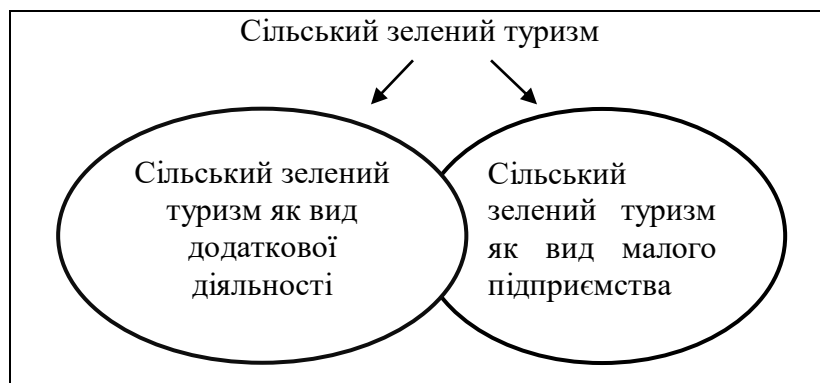 Сільський зелений туризм
Сільський зелений
туризм як вид
додаткової
діяльності
Сільський
зелений туризм
як вид малого
підприємства